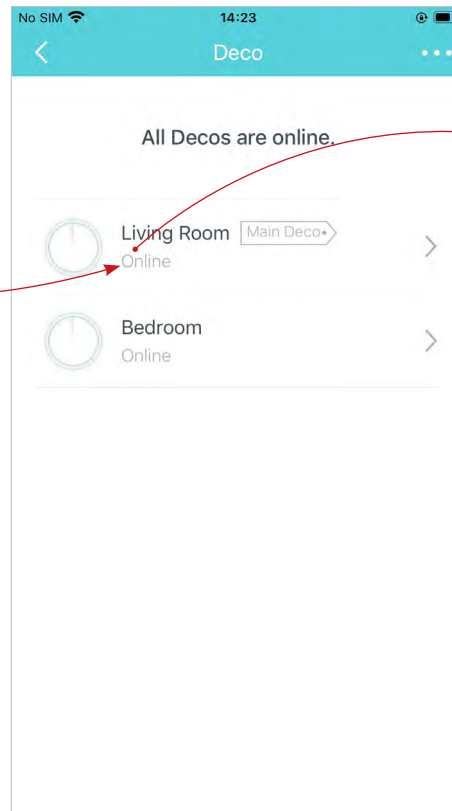 No SIM 14:23
Deco
All Decos are online.
Living Room Main Deco
Online
Bedroom
Online